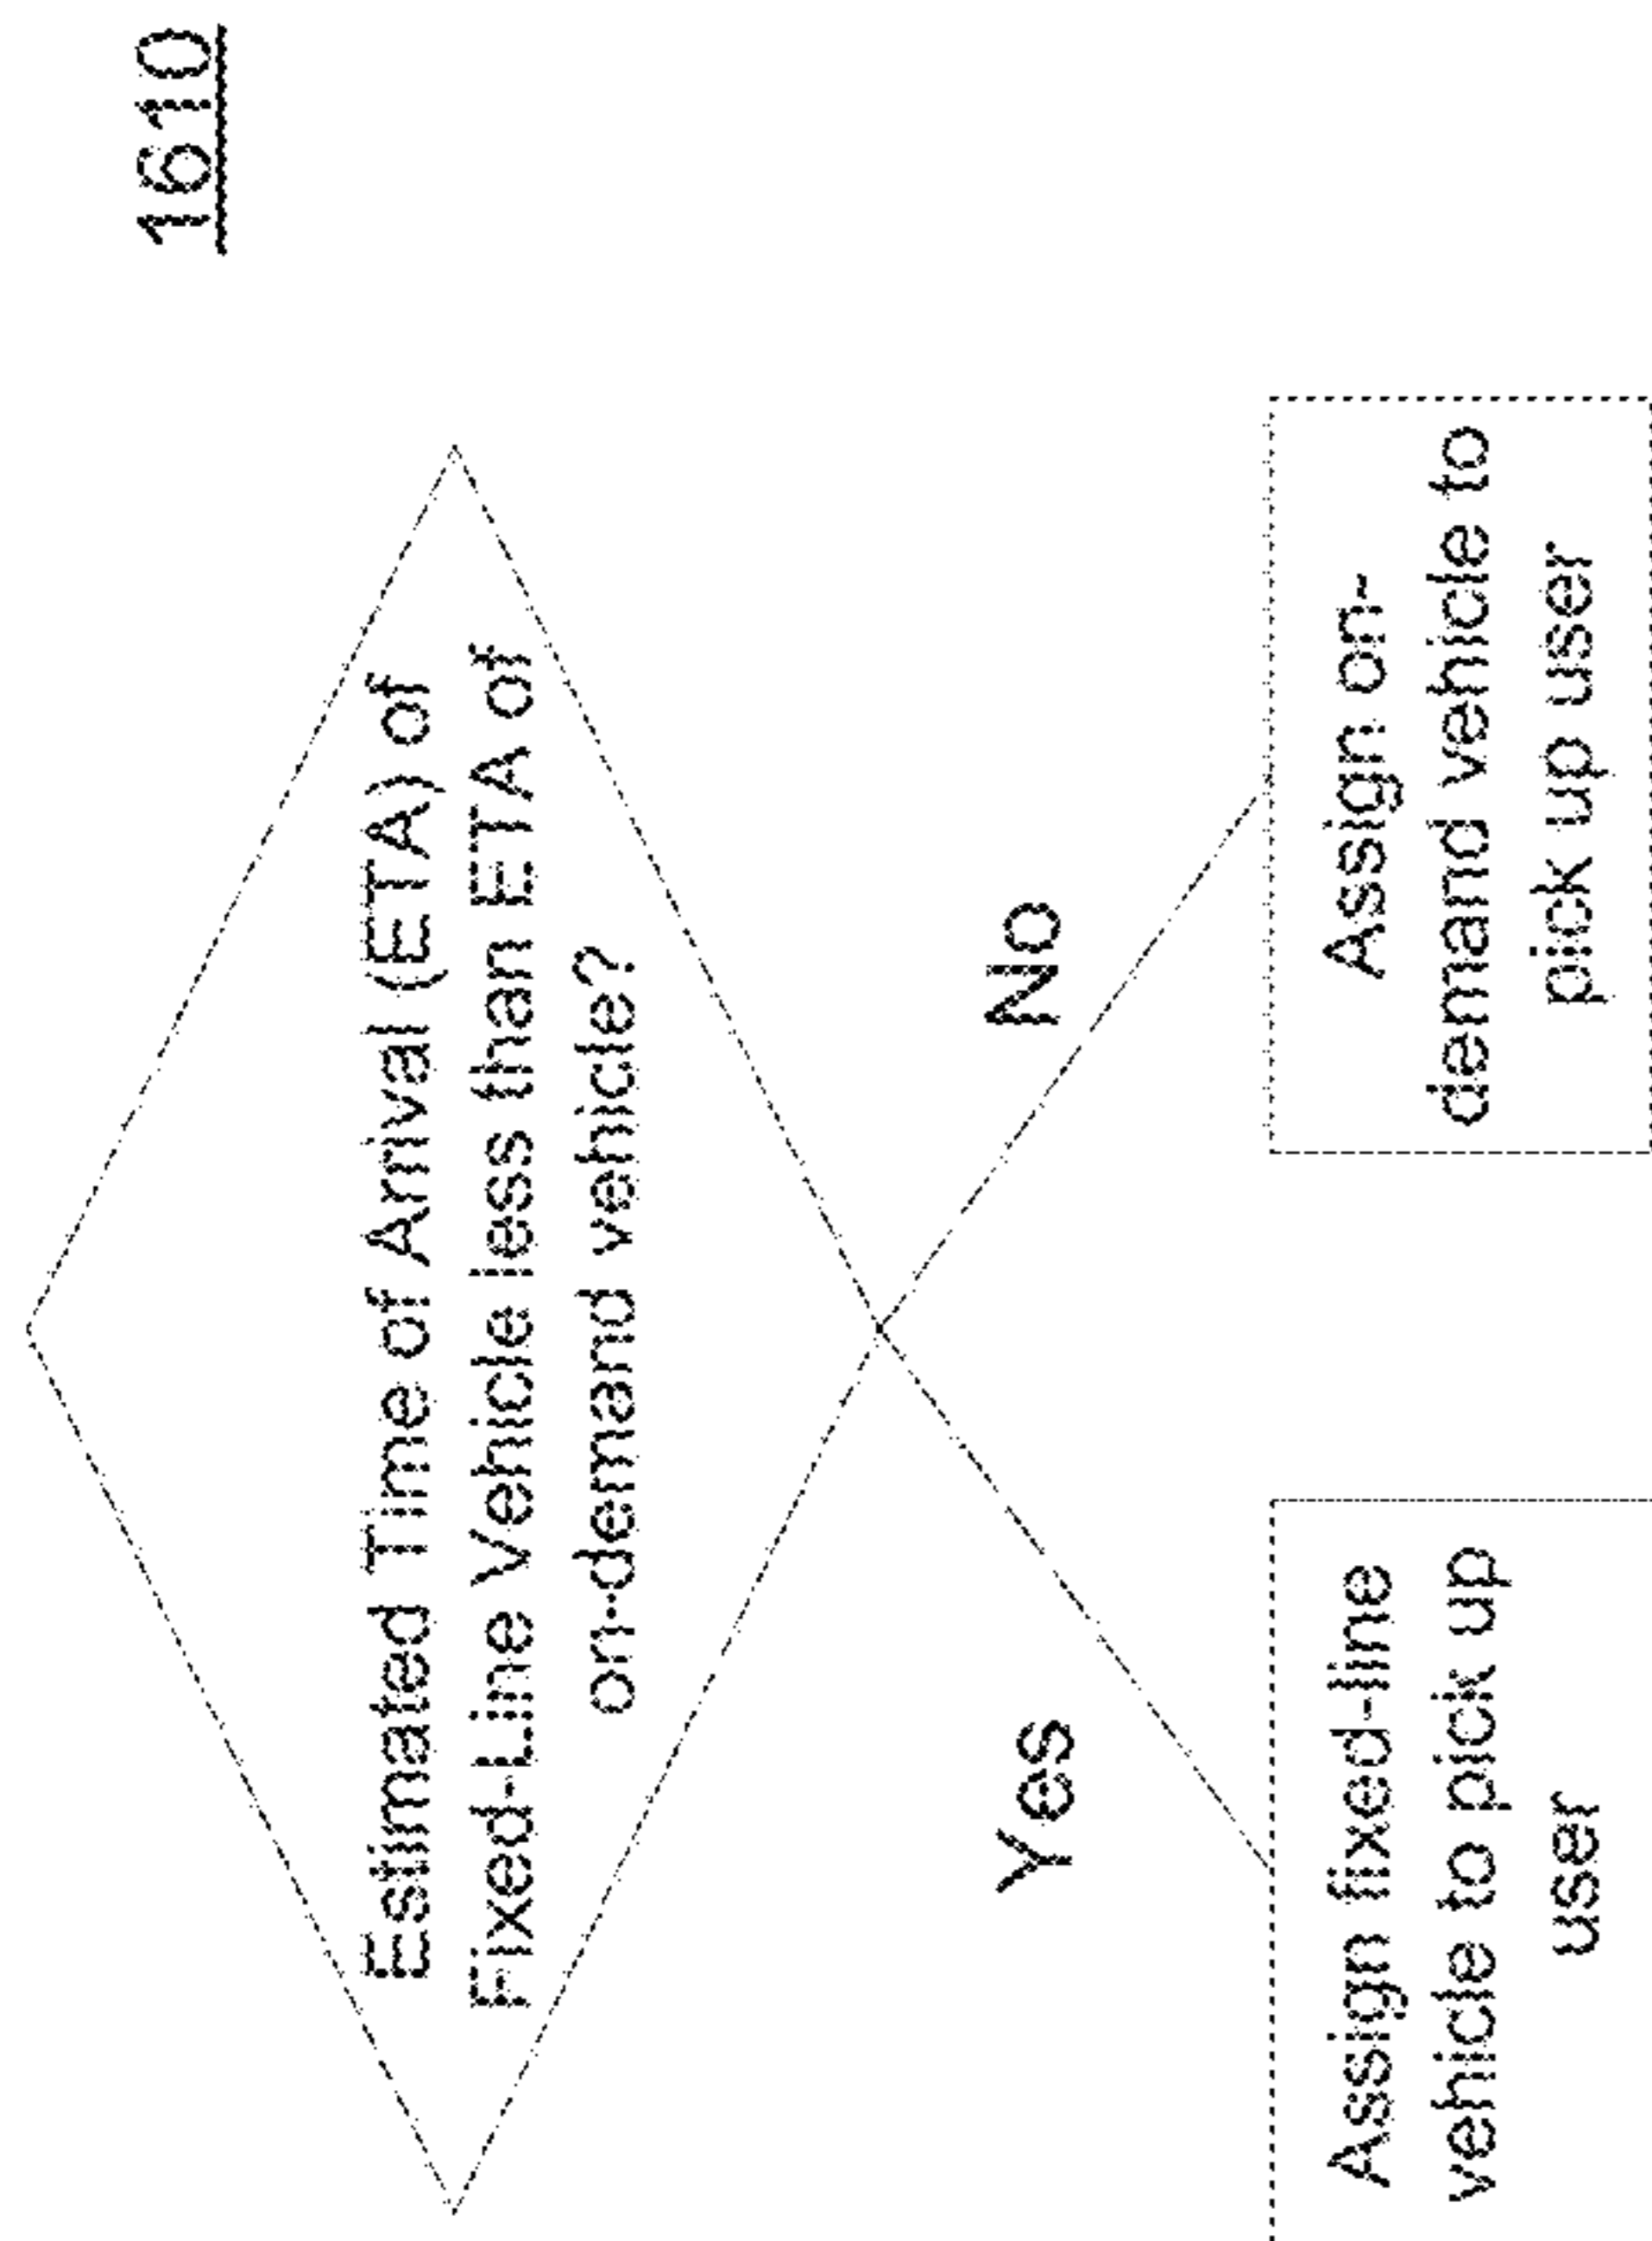 1610
Estimated Time of Arrival (ETA) of
Fixed-Line Vehicle less than ETA of
on-demand vehicle?
Yes
No
Assign fixed-line
vehicle to pick up
user
Assign on-
demand vehicle to
pick up user